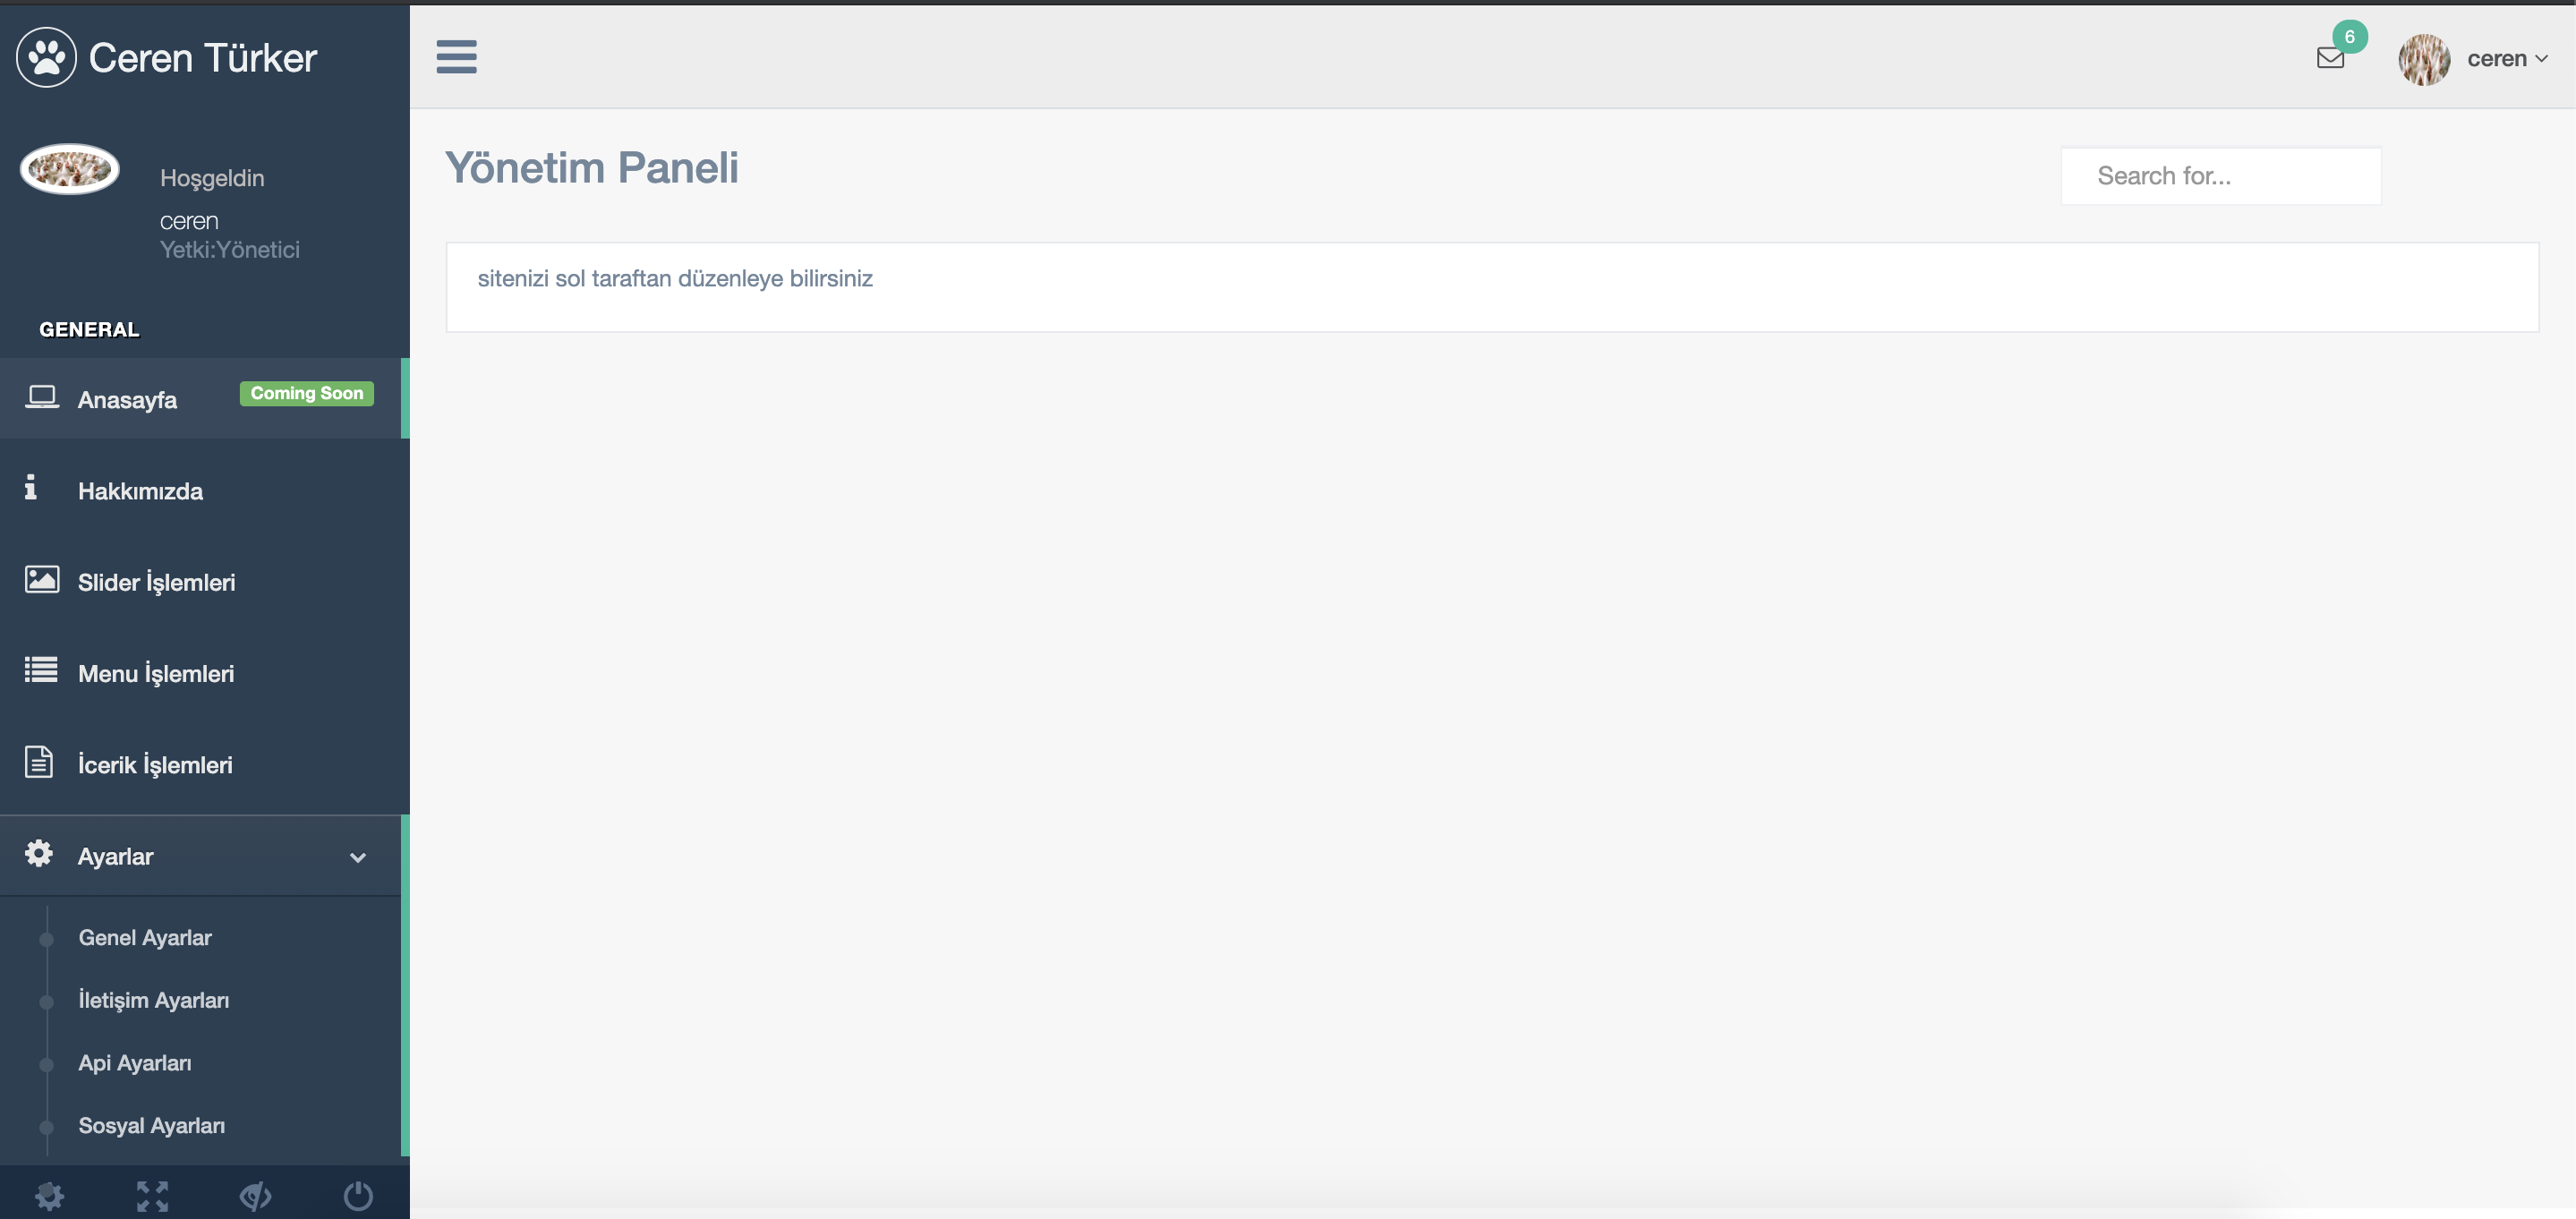 Ceren Türker
6
ceren
Hoşgeldin
ceren
Yetki:Yönetici
Yönetim Paneli
Search for...
sitenizi sol taraftan düzenleye bilirsiniz
GENERAL
Anasayfa
Coming Soon
Hakkımızda
Slider İşlemleri
Menu İşlemleri
İcerik İşlemleri
Ayarlar
Genel Ayarlar
İletişim Ayarları
Api Ayarları
Sosyal Ayarları